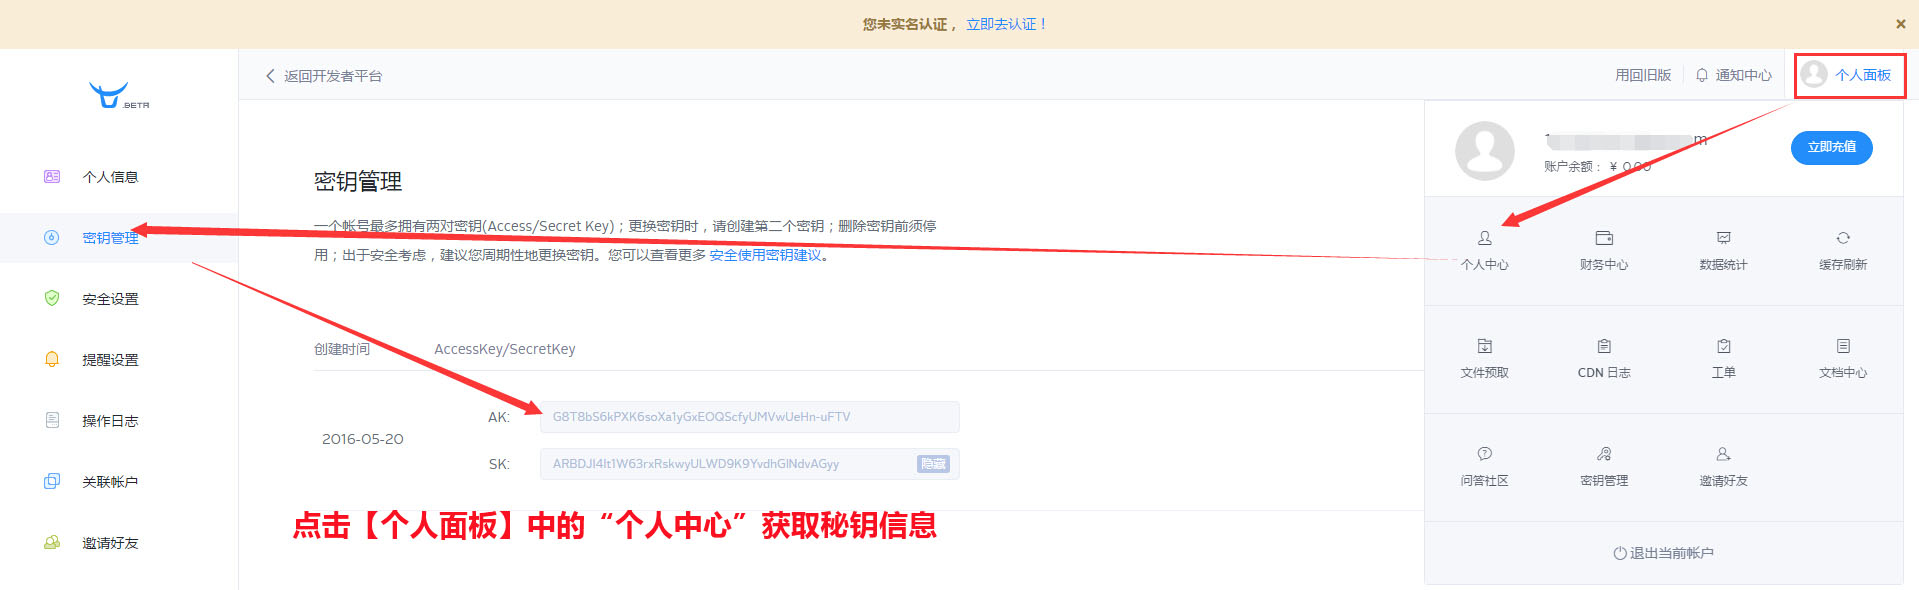 您未实名认证， 立即去认证！
×
.BETA
返回开发者平台
用回旧版
通知中心
个人面板
个人信息
密钥管理
安全设置
提醒设置
操作日志
关联帐户
邀请好友
密钥管理
一个帐号最多拥有两对密钥(Access/Secret Key)；更换密钥时，请创建第二个密钥；删除密钥前须停
用；出于安全考虑，建议您周期性地更换密钥。您可以查看更多 安全使用密钥建议。
创建时间 AccessKey/SecretKey
2016-05-20
AK: G8T8bS6kPXK6soXa1yGxEOQScfyUMVwUeHn-uFTV
SK: ARBDJI4It1W63rxRskwyULWD9K9YvdhGINdvAGyy 隐藏
点击【个人面板】中的“个人中心”获取秘钥信息
m
账户余额：￥ 0.00
立即充值
个人中心 财务中心 数据统计 缓存刷新
文件预取 CDN 日志 工单 文档中心
问答社区 密钥管理 邀请好友
退出当前帐户